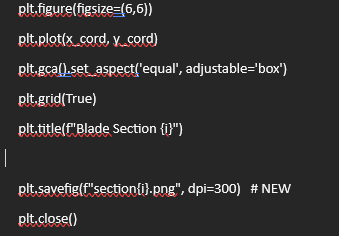 plt.figure(figsize=(6,6))
plt.plot(x_cord, y_cord)
plt.gca().set_aspect('equal', adjustable='box')
plt.grid(True)
plt.title(f"Blade Section {i}")
plt.savefig(f"section{i}.png", dpi=300)   # NEW
plt.close()